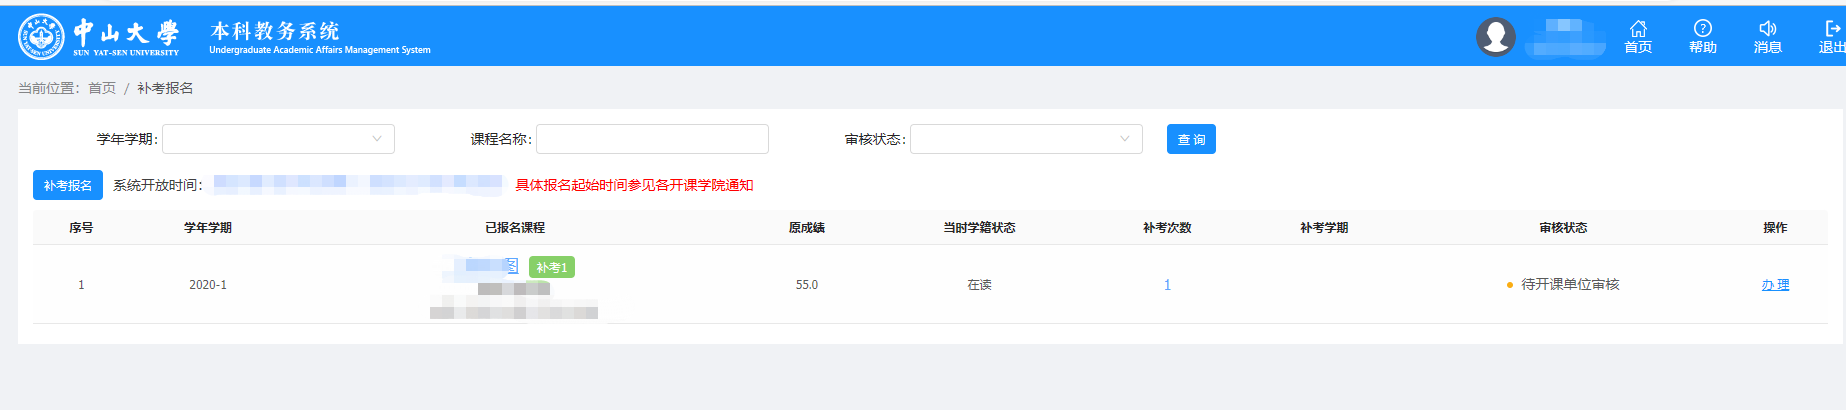 中山大学
SUN YAT-SEN UNIVERSITY
本科教务系统
Undergraduate Academic Affairs Management System
首页
帮助
消息
退出
当前位置： 首页 / 补考报名
学年学期：
课程名称：
审核状态：
查 询
补考报名 系统开放时间： 具体报名起始时间参见各开课学院通知
序号 学年学期 已报名课程 原成绩 当时学籍状态 补考次数 补考学期 审核状态 操作
1 2020-1 图 补考1 55.0 在读 1 待开课单位审核 办 理